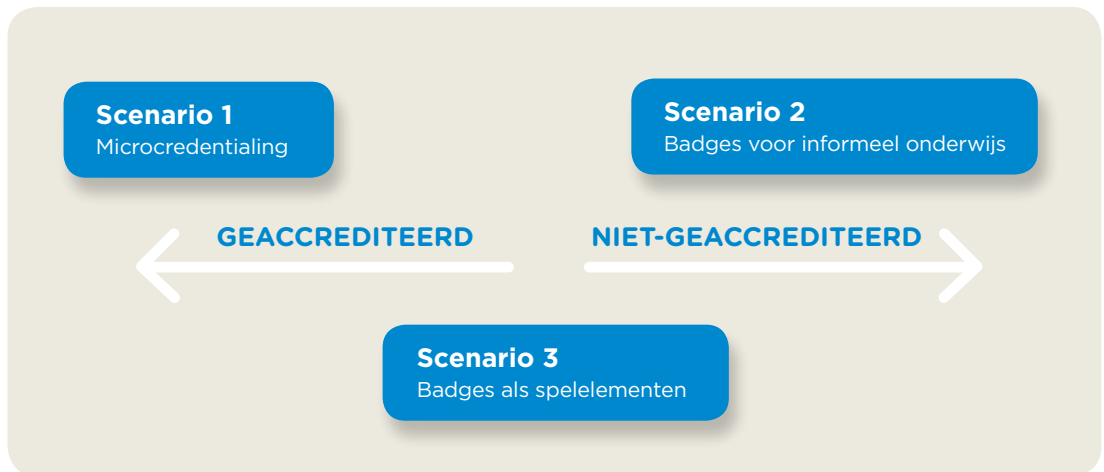 Scenario 1
Microcredentialing
Scenario 2
Badges voor informeel onderwijs
GEACCREDITEERD
NIET-GEACCREDITEERD
Scenario 3
Badges als spelelementen